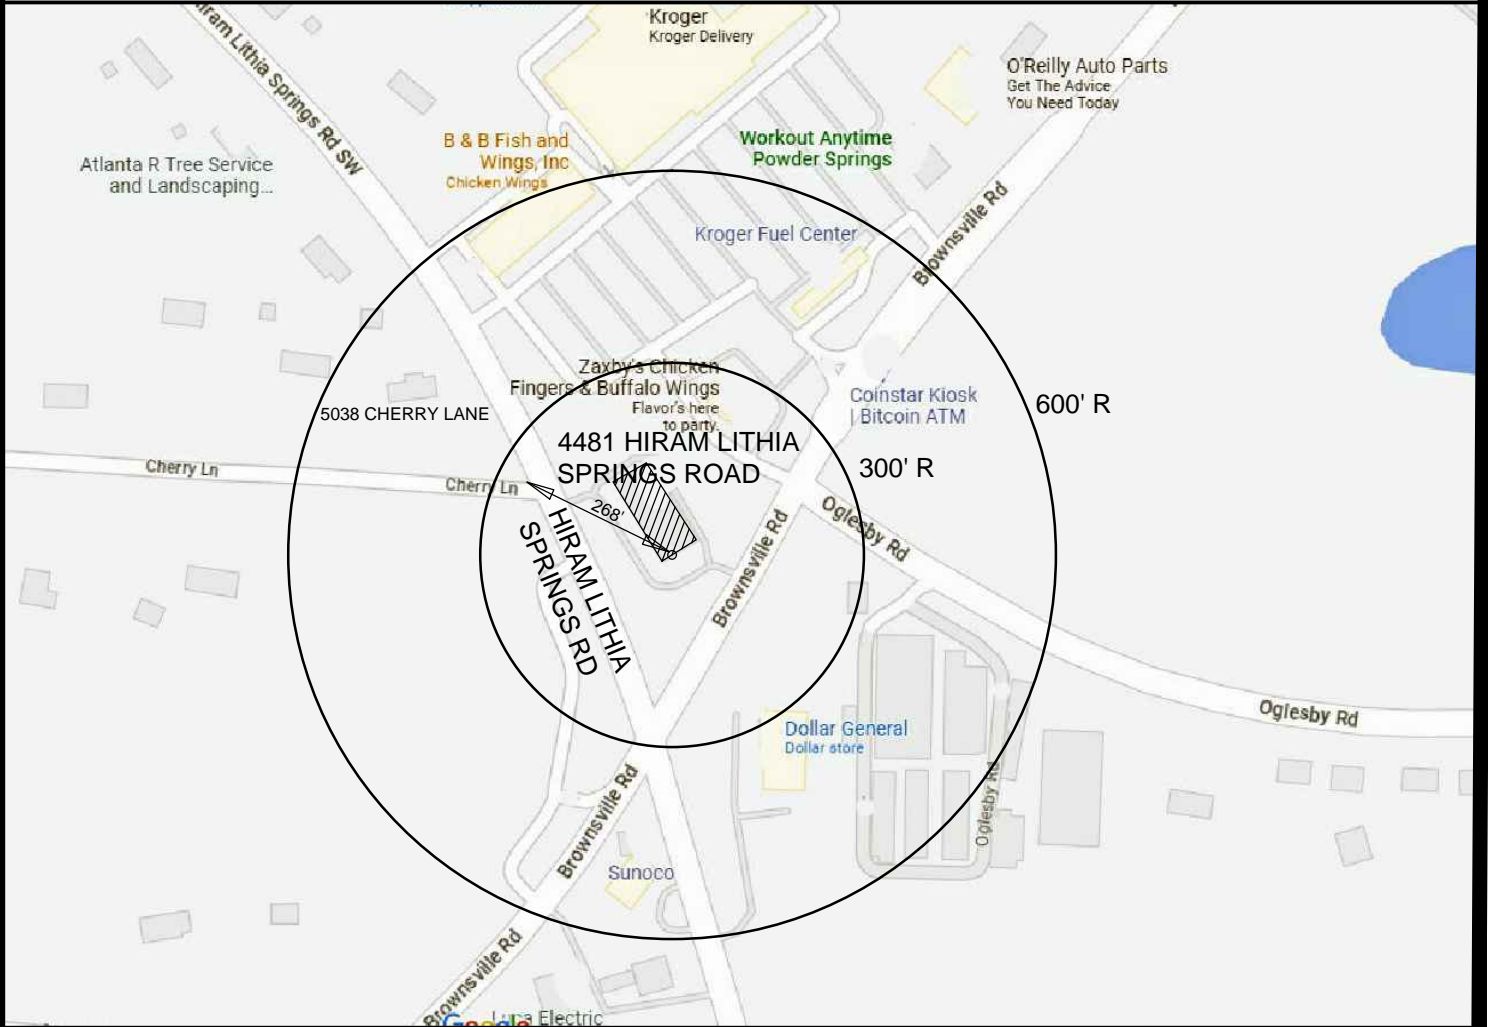 Kroger
Kroger Delivery
O'Reilly Auto Parts
Get The Advice
You Need Today
Hiram Lithia Springs Rd SW
B & B Fish and
Wings, Inc
Chicken Wings
Workout Anytime
Powder Springs
Atlanta R Tree Service
and Landscaping...
Kroger Fuel Center
Brownsville Rd
Zaxby's Chicken
Fingers & Buffalo Wings
Flavor's here
to party.
Coinstar Kiosk
| Bitcoin ATM
600' R
5038 CHERRY LANE
4481 HIRAM LITHIA
SPRINGS ROAD
300' R
Cherry Ln
Cherry Ln
268'
HIRAM LITHIA
SPRINGS RD
Brownsville Rd
Oglesby Rd
Oglesby Rd
Dollar General
Dollar store
Oglesby Rd
Brownsville Rd
Sunoco
Brownsville Rd
Google
Luca Electric